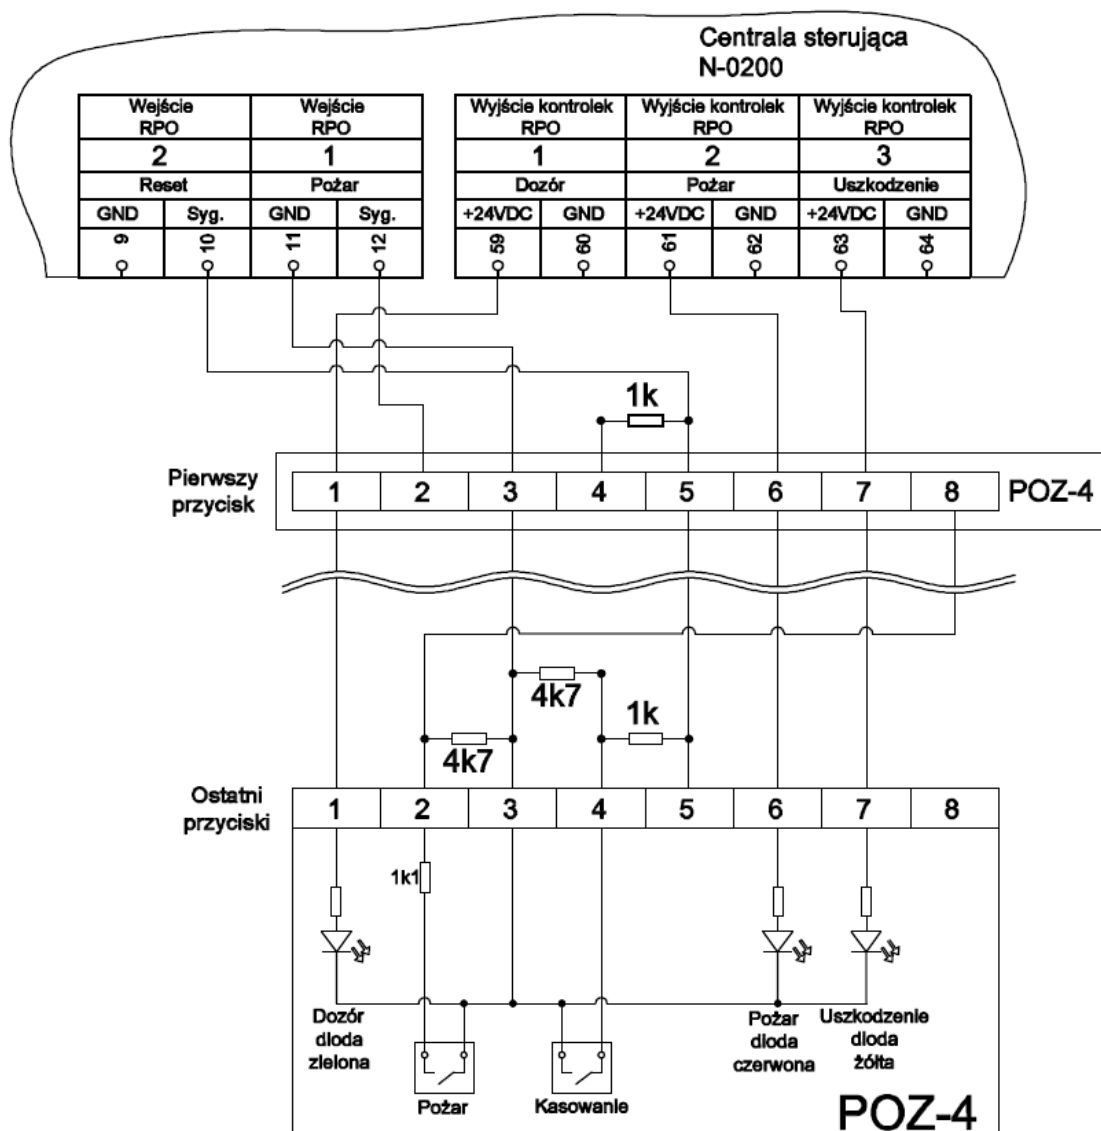 Centrala sterująca
N-0200
Wejście
RPO
Wejście
RPO
Wyjście kontrolek
RPO
Wyjście kontrolek
RPO
Wyjście kontrolek
RPO
2
1
1
2
3
Reset
Pożar
Dozór
Pożar
Uszkodzenie
GND
Syg.
GND
Syg.
+24VDC
GND
+24VDC
GND
+24VDC
GND
9
10
11
12
59
60
61
62
63
64
1k
Pierwszy
przycisk
1
2
3
4
5
6
7
8
POZ-4
4k7
1k
4k7
Ostatni
przyciski
1
2
3
4
5
6
7
8
1k1
Dozór
dioda
zielona
Pożar
Kasowanie
Pożar
dioda
czerwona
Uszkodzenie
dioda
żółta
POZ-4